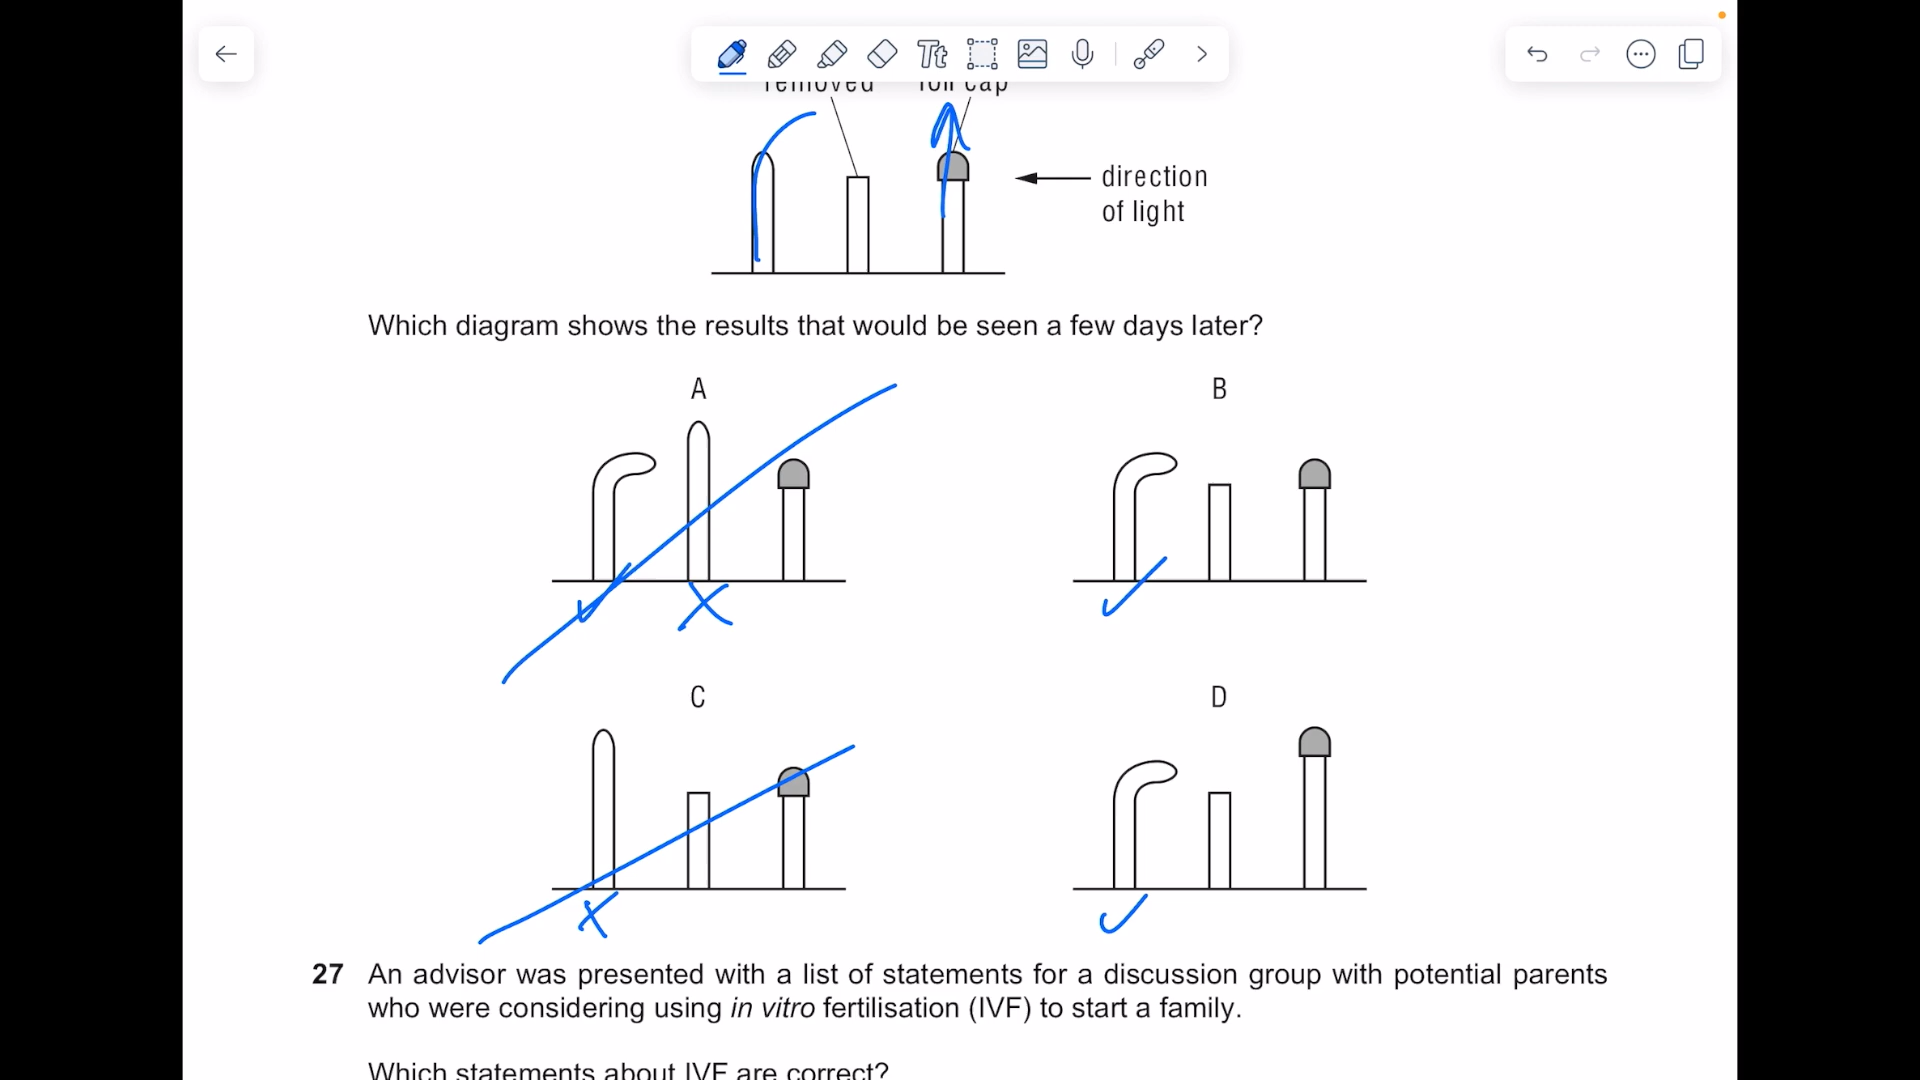 Tt
removed foil cap
direction
of light
Which diagram shows the results that would be seen a few days later?
A B
C D
27 An advisor was presented with a list of statements for a discussion group with potential parents
who were considering using in vitro fertilisation (IVF) to start a family.
Which statements about IVF are correct?